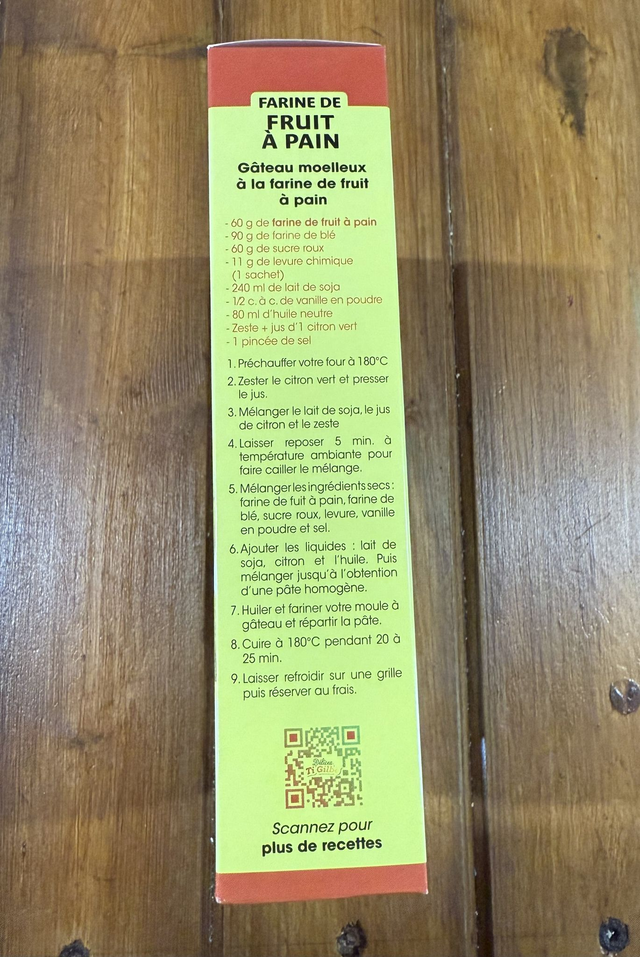 FARINE DE
FRUIT
À PAIN
Gâteau moelleux
à la farine de fruit
à pain
- 60 g de farine de fruit à pain
- 90 g de farine de blé
- 60 g de sucre roux
- 11 g de levure chimique
(1 sachet)
- 240 ml de lait de soja
- 1/2 c. à c. de vanille en poudre
- 80 ml d'huile neutre
- Zeste + jus d'1 citron vert
- 1 pincée de sel
1. Préchauffer votre four à 180°C
2. Zester le citron vert et presser
le jus.
3. Mélanger le lait de soja, le jus
de citron et le zeste
4. Laisser reposer 5 min. à
température ambiante pour
faire cailler le mélange.
5. Mélanger les ingrédients secs :
farine de fuit à pain, farine de
blé, sucre roux, levure, vanille
en poudre et sel.
6. Ajouter les liquides : lait de
soja, citron et l'huile. Puis
mélanger jusqu'à l'obtention
d'une pâte homogène.
7. Huiler et fariner votre moule à
gâteau et répartir la pâte.
8. Cuire à 180°C pendant 20 à
25 min.
9. Laisser refroidir sur une grille
puis réserver au frais.
Délices
Scannez pour
plus de recettes